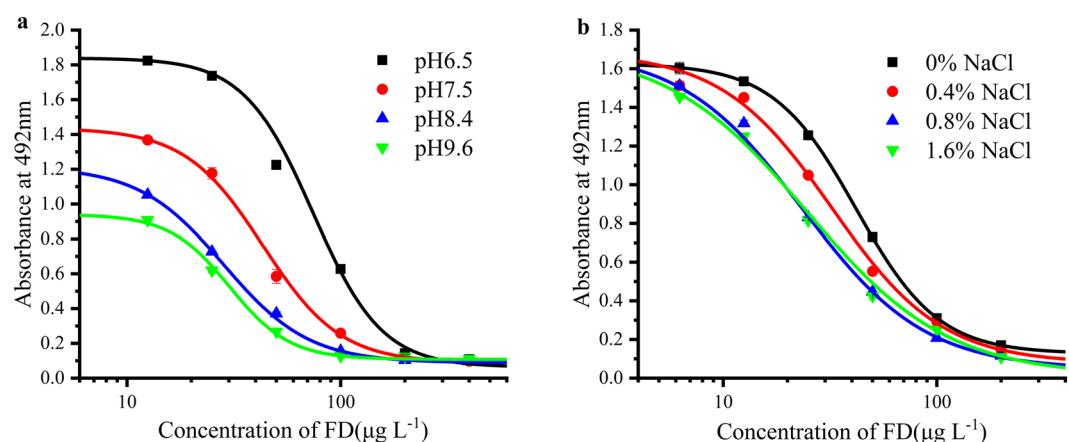 a
Absorbance at 492nm
2.0
1.8
1.6
1.4
1.2
1.0
0.8
0.6
0.4
0.2
0.0
10
100
Concentration of FD(μg L⁻¹)
pH6.5
pH7.5
pH8.4
pH9.6
b
Absorbance at 492nm
1.8
1.6
1.4
1.2
1.0
0.8
0.6
0.4
0.2
0.0
10
100
Concentration of FD(μg L⁻¹)
0% NaCl
0.4% NaCl
0.8% NaCl
1.6% NaCl